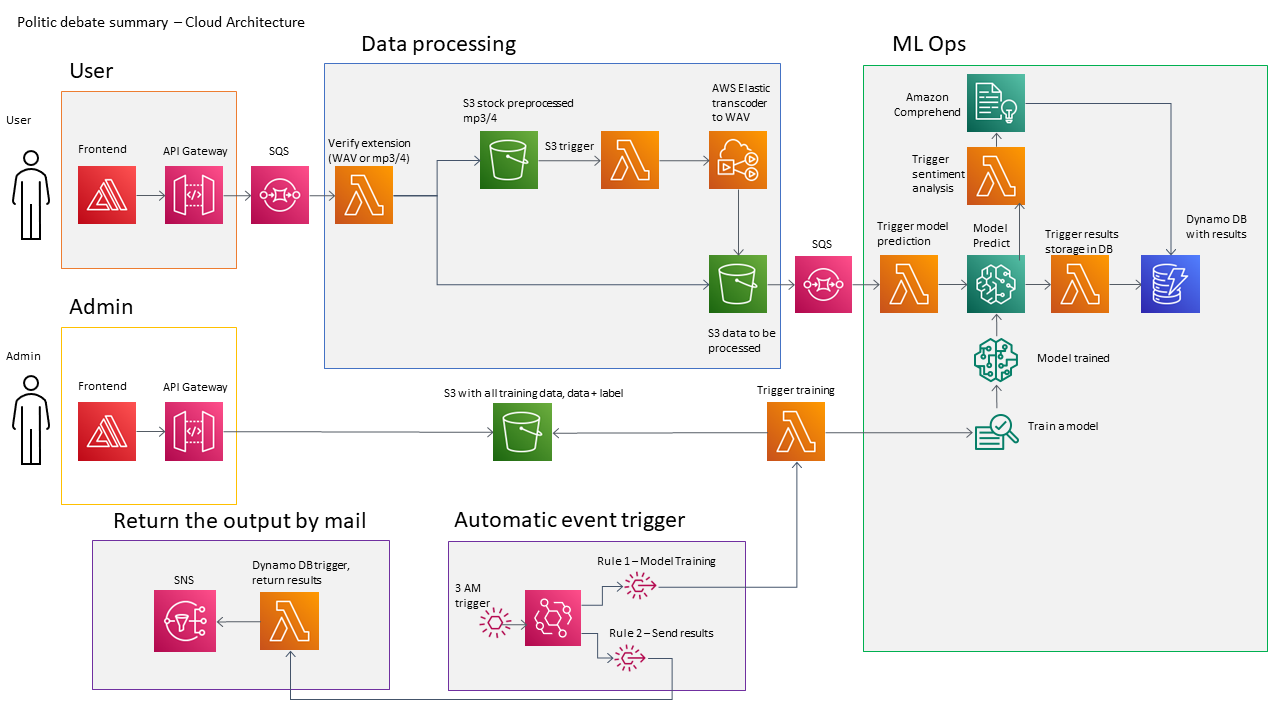 Politic debate summary – Cloud Architecture
Data processing
ML Ops
User
User
Frontend
API Gateway
SQS
Verify extension
(WAV or mp3/4)
S3 stock preprocessed
mp3/4
S3 trigger
AWS Elastic
transcoder
to WAV
S3 data to be
processed
SQS
Amazon
Comprehend
Trigger
sentiment
analysis
Trigger model
prediction
Model
Predict
Trigger results
storage in DB
Dynamo DB
with results
Model trained
Train a model
Admin
Admin
Frontend
API Gateway
S3 with all training data, data + label
Trigger training
Return the output by mail
SNS
Dynamo DB trigger,
return results
Automatic event trigger
3 AM
trigger
Rule 1 – Model Training
Rule 2 – Send results